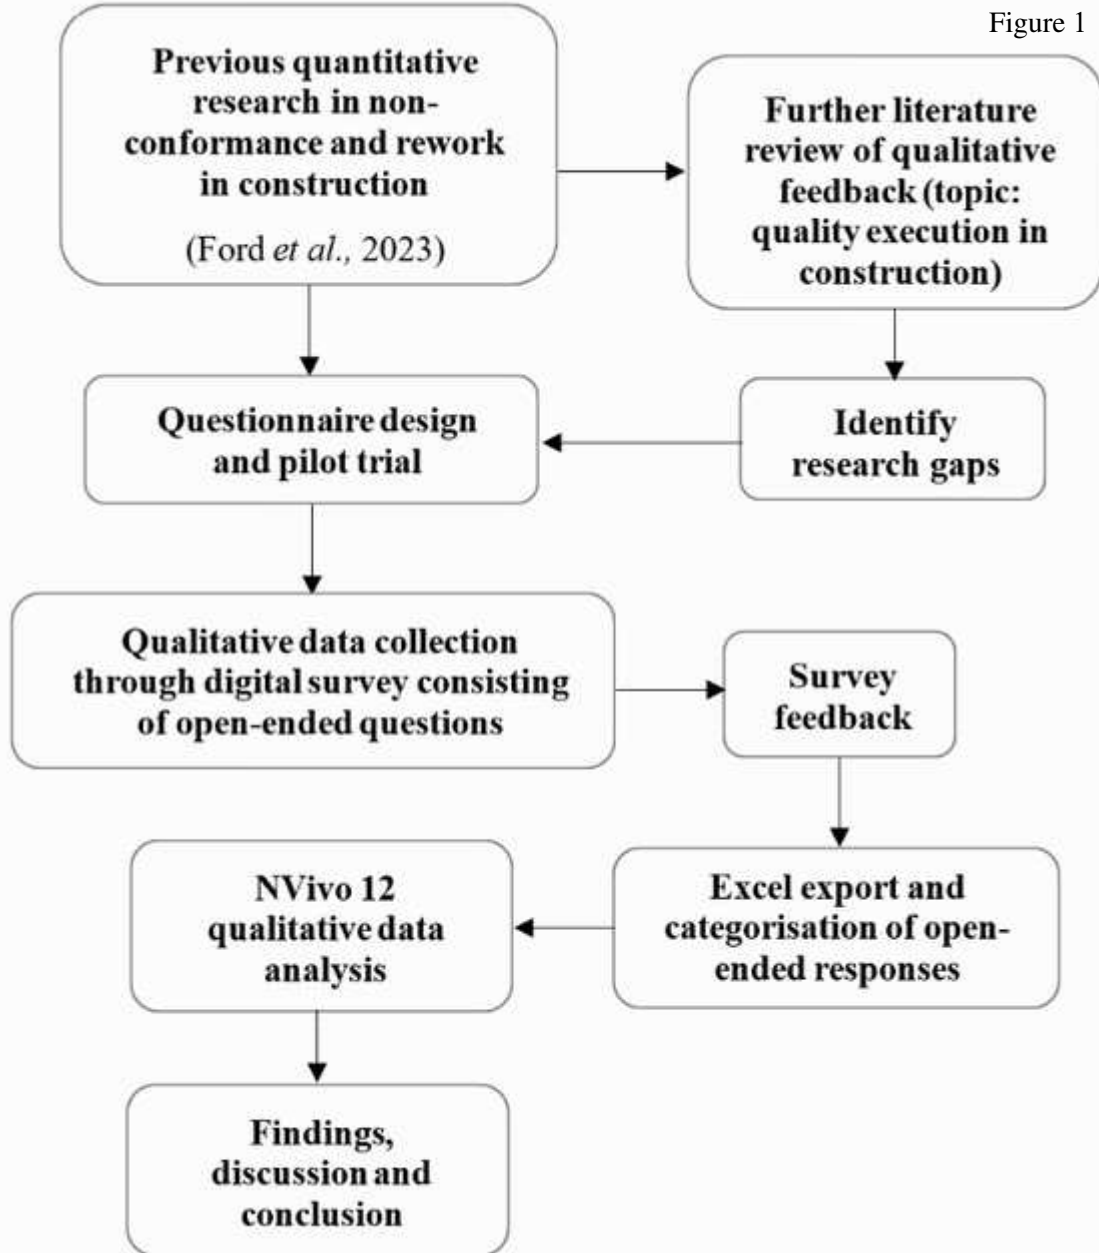 Figure 1
Previous quantitative
research in non-
conformance and rework
in construction
(Ford et al., 2023)
Further literature
review of qualitative
feedback (topic:
quality execution in
construction)
Identify
research gaps
Questionnaire design
and pilot trial
Qualitative data collection
through digital survey consisting
of open-ended questions
Survey
feedback
Excel export and
categorisation of open-
ended responses
NVivo 12
qualitative data
analysis
Findings,
discussion and
conclusion